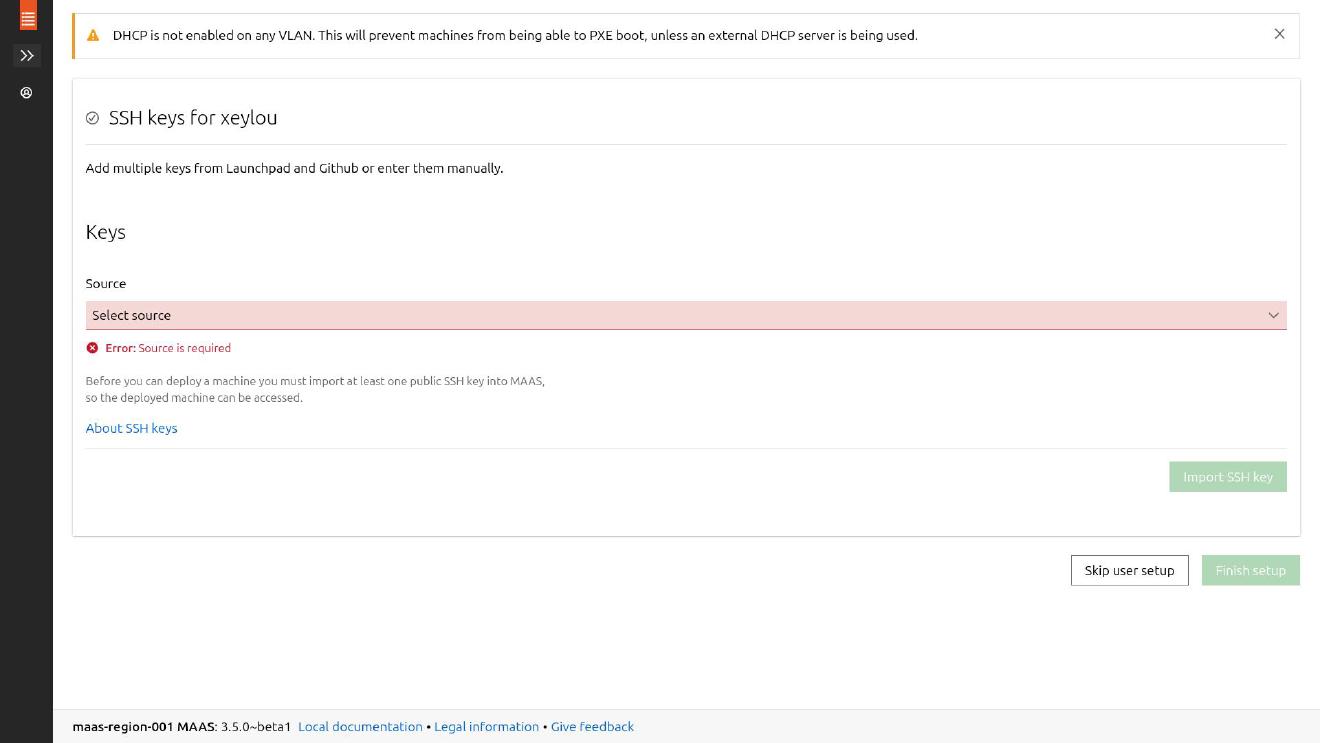 DHCP is not enabled on any VLAN. This will prevent machines from being able to PXE boot, unless an external DHCP server is being used.
SSH keys for xeylou
Add multiple keys from Launchpad and Github or enter them manually.
Keys
Source
Select source
Error: Source is required
Before you can deploy a machine you must import at least one public SSH key into MAAS,
so the deployed machine can be accessed.
About SSH keys
Import SSH key
Skip user setup
Finish setup
maas-region-001 MAAS: 3.5.0~beta1 Local documentation • Legal information • Give feedback